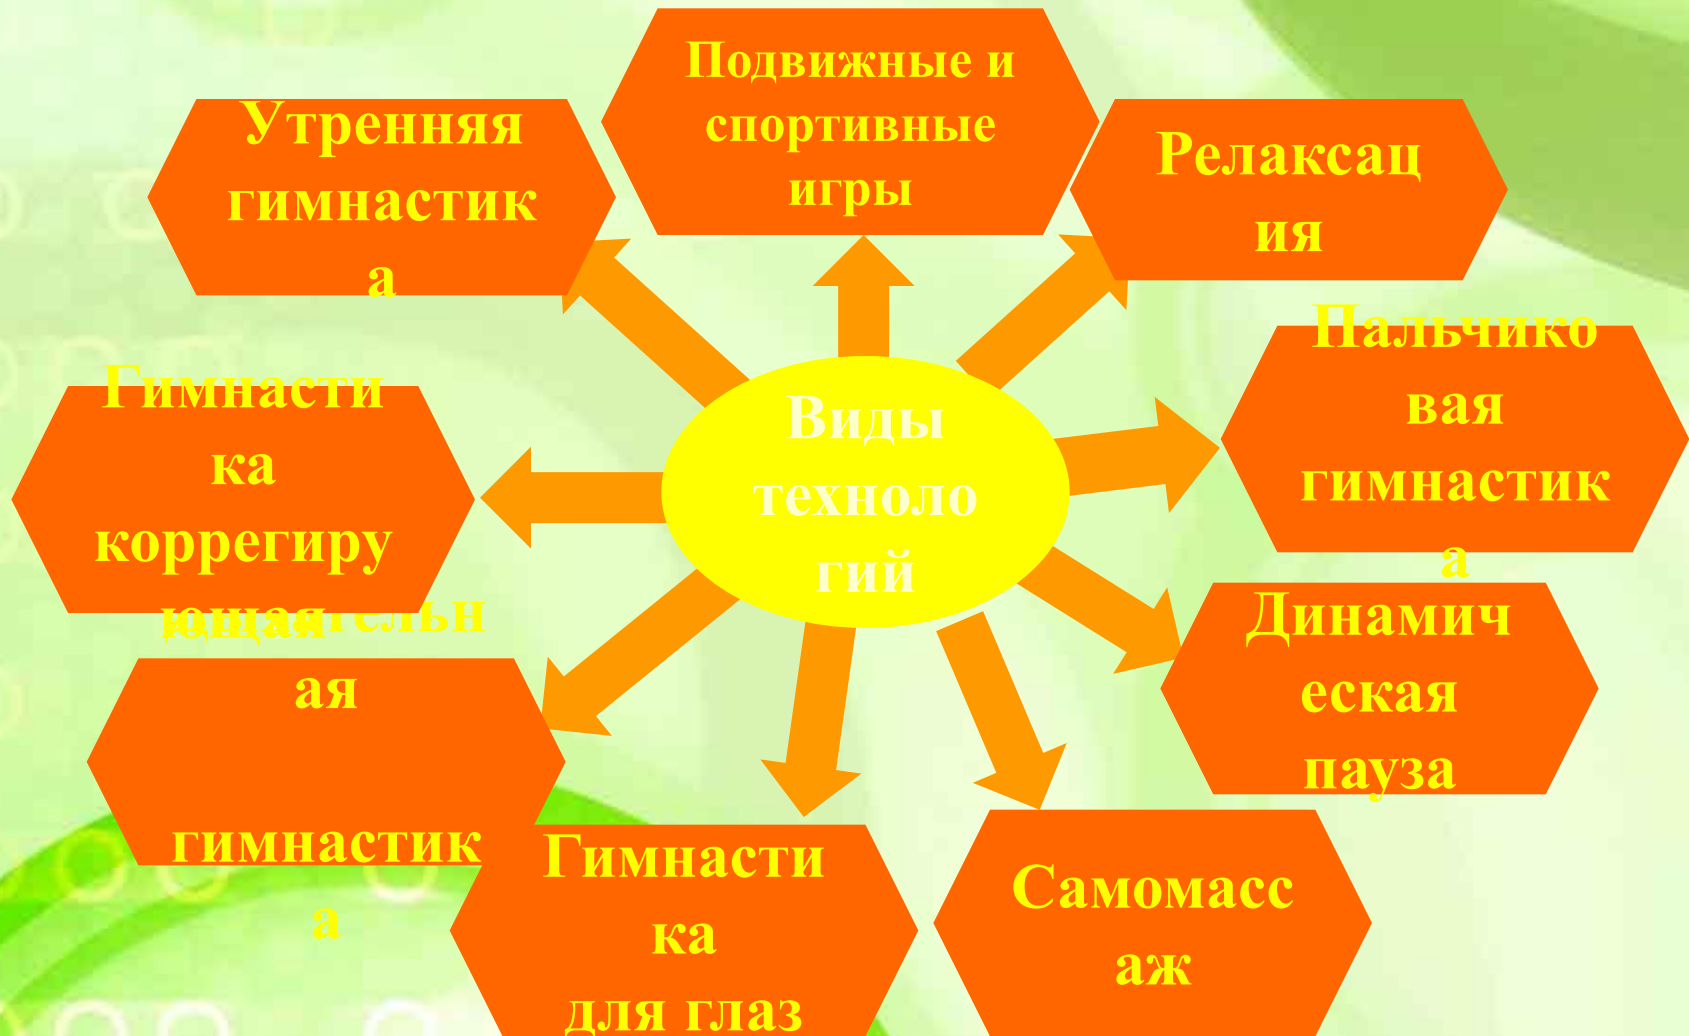 Подвижные и
спортивные
игры
Утренняя
гимнастик
а
Релаксац
ия
Пальчико
вая
гимнастик
а
Гимнасти
ка
коррегиру
ющая
Виды
техноло
гий
Динамич
еская
пауза
ая
гимнастик
а
Гимнасти
ка
для глаз
Самомасс
аж